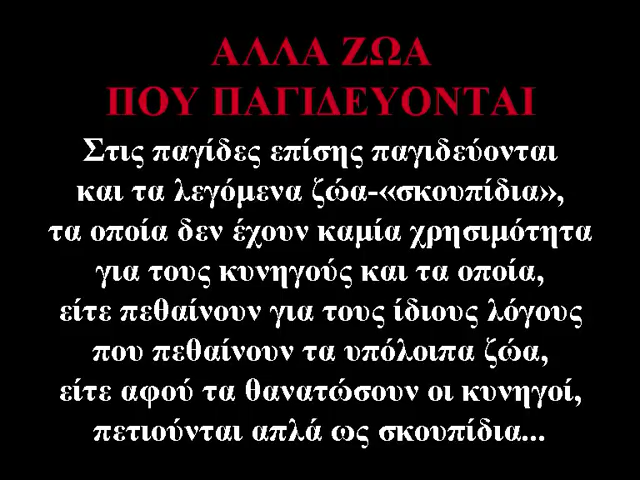 ΑΛΛΑ ΖΩΑ
ΠΟΥ ΠΑΓΙΔΕΥΟΝΤΑΙ
Στις παγίδες επίσης παγιδεύονται
και τα λεγόμενα ζώα-«σκουπίδια»,
τα οποία δεν έχουν καμία χρησιμότητα
για τους κυνηγούς και τα οποία,
είτε πεθαίνουν για τους ίδιους λόγους
που πεθαίνουν τα υπόλοιπα ζώα,
είτε αφού τα θανατώσουν οι κυνηγοί,
πετιούνται απλά ως σκουπίδια...